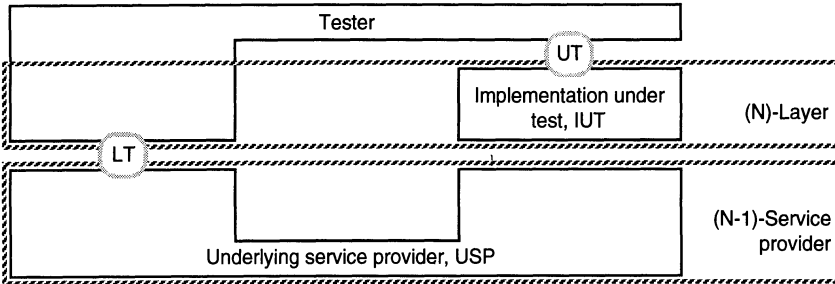 Tester
UT
Implementation under
test, IUT
(N)-Layer
LT
(N-1)-Service
provider
Underlying service provider, USP